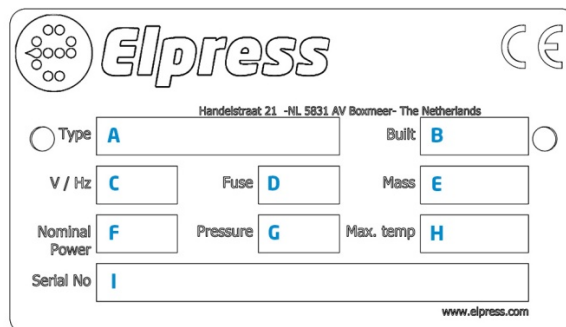 Elpress
CE
Handelstraat 21 -NL 5831 AV Boxmeer- The Netherlands
Type A Built B
V / Hz C Fuse D Mass E
Nominal Power F Pressure G Max. temp H
Serial No I
www.elpress.com